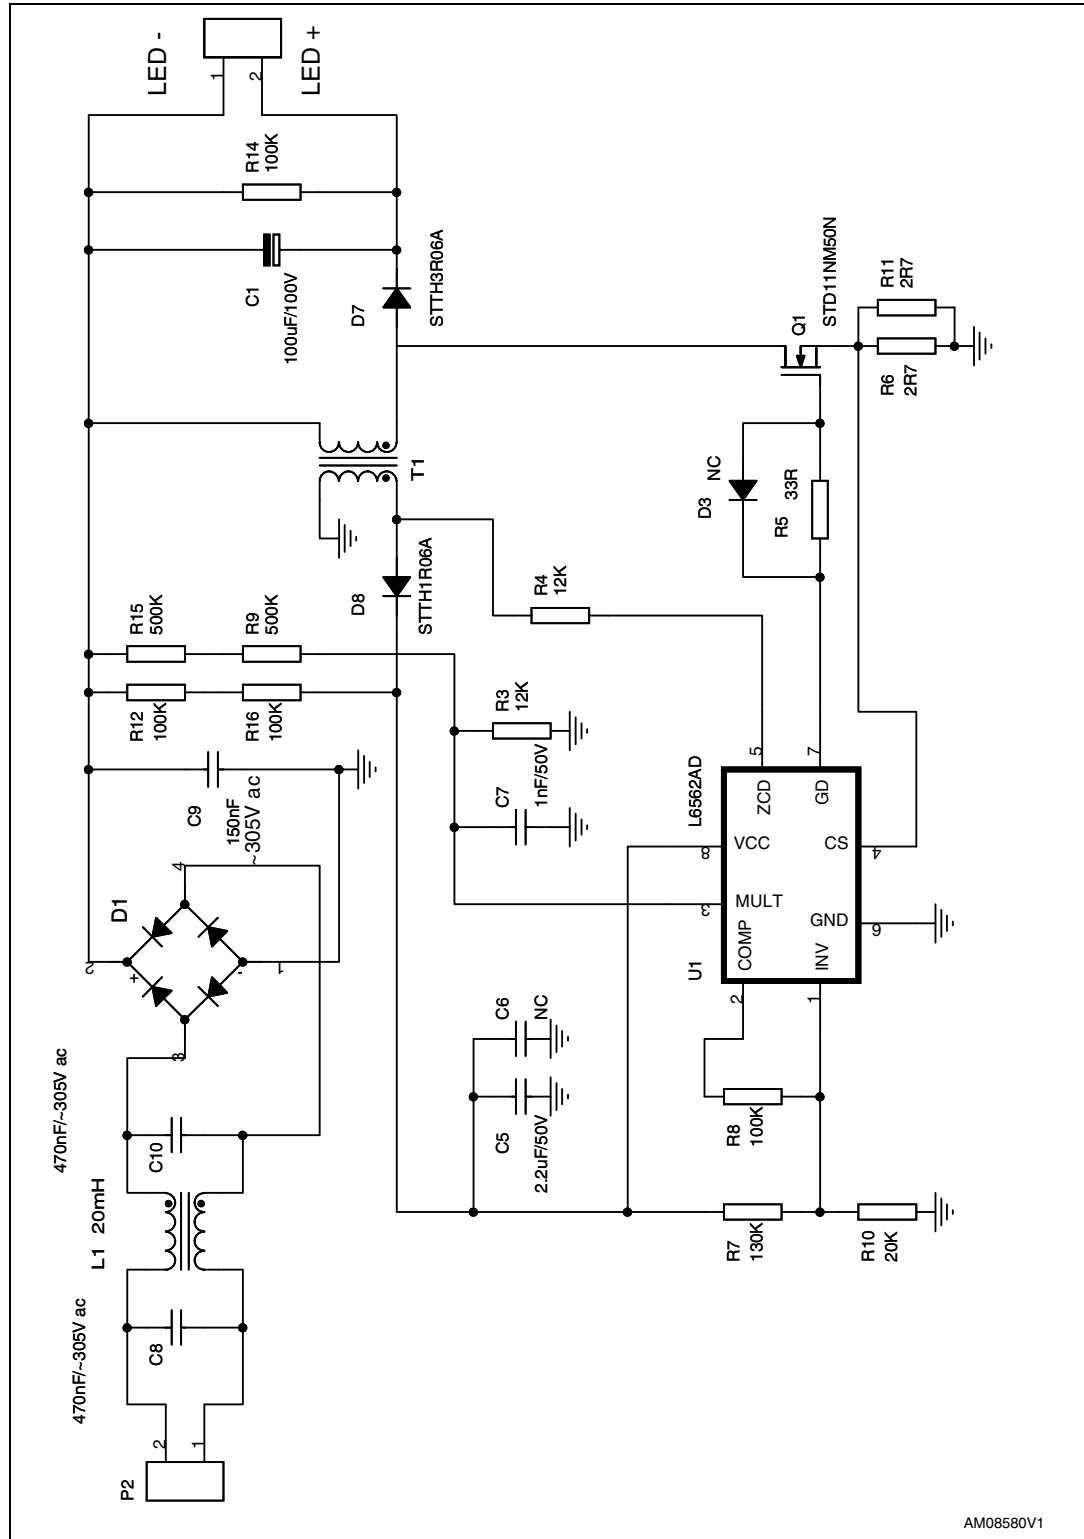 LED -
LED +
1
2
R14
100K
C1
100uF/100V
D7
STTH3R06A
T1
D8
STTH1R06A
R15
500K
R9
500K
R12
100K
R16
100K
C9
150nF
~305V ac
D1
+
-
2
4
1
3
470nF/~305V ac
C10
L1 20mH
470nF/~305V ac
C8
P2
2
1
Q1
STD11NM50N
R11
2R7
R6
2R7
D3
NC
R5
33R
R4
12K
R3
12K
C7
1nF/50V
L6562AD
U1
5
7
8
4
3
6
2
1
ZCD
GD
VCC
CS
MULT
GND
COMP
INV
C6
NC
C5
2.2uF/50V
R8
100K
R7
130K
R10
20K
AM08580V1